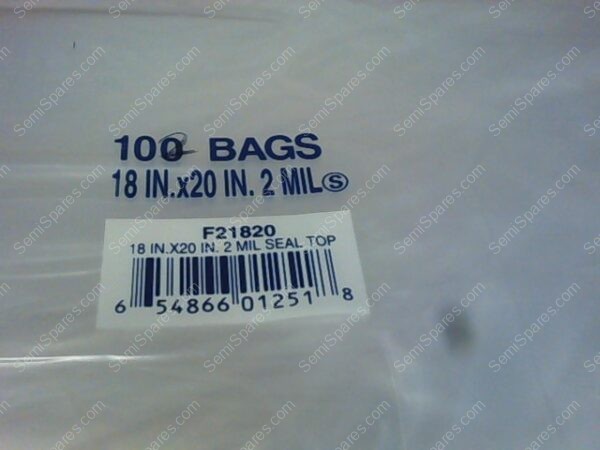 100 BAGS
18 IN.x20 IN. 2 MIL Ⓢ
F21820
18 IN.X20 IN. 2 MIL SEAL TOP
6 54866 01251 8
SemiSpares.com